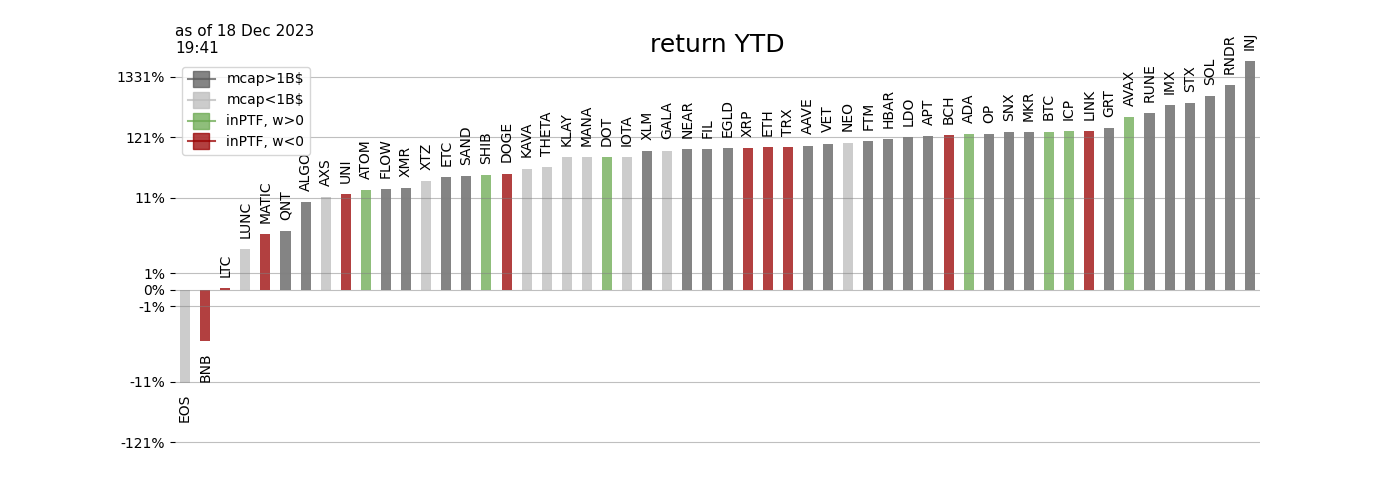 as of 18 Dec 2023
19:41
return YTD
mcap>1B$
mcap<1B$
inPTF, w>0
inPTF, w<0
1331%
121%
11%
1%
0%
-1%
-11%
-121%
EOS
BNB
LTC
LUNC
MATIC
QNT
ALGO
AXS
UNI
ATOM
FLOW
XMR
XTZ
ETC
SAND
SHIB
DOGE
KAVA
THETA
KLAY
MANA
DOT
IOTA
XLM
GALA
NEAR
FIL
EGLD
XRP
ETH
TRX
AAVE
VET
NEO
FTM
HBAR
LDO
APT
BCH
ADA
OP
SNX
MKR
BTC
ICP
LINK
GRT
AVAX
RUNE
IMX
STX
SOL
RNDR
INJ